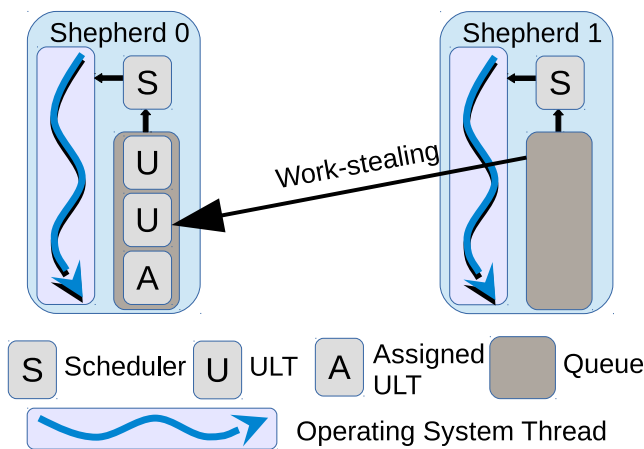 Shepherd 0
Shepherd 1
S
S
U
U
A
Work-stealing
S Scheduler
U ULT
A Assigned
ULT
Queue
Operating System Thread